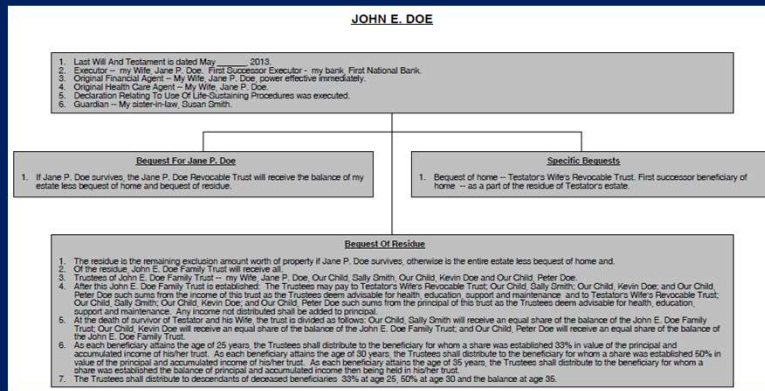 JOHN E. DOE
1. Last Will And Testament is dated May ______, 2013.
2. Executor -- my Wife, Jane P. Doe. First Successor Executor - my bank, First National Bank.
3. Original Financial Agent -- My Wife, Jane P. Doe, power effective immediately.
4. Original Health Care Agent -- My Wife, Jane P. Doe.
5. Declaration Relating To Use Of Life-Sustaining Procedures was executed.
6. Guardian -- My sister-in-law, Susan Smith.
Bequest For Jane P. Doe
1. If Jane P. Doe survives, the Jane P. Doe Revocable Trust will receive the balance of my
estate less bequest of home and bequest of residue.
Specific Bequests
1. Bequest of home -- Testator's Wife's Revocable Trust. First successor beneficiary of
home -- as a part of the residue of Testator's estate.
Bequest Of Residue
1. The residue is the remaining exclusion amount worth of property if Jane P. Doe survives, otherwise is the entire estate less bequest of home and.
2. Of the residue, John E. Doe Family Trust will receive all.
3. Trustees of John E. Doe Family Trust -- my Wife, Jane P. Doe, Our Child, Sally Smith, Our Child, Kevin Doe and Our Child, Peter Doe.
4. After this John E. Doe Family Trust is established: The Trustees may pay to Testator's Wife's Revocable Trust; Our Child, Sally Smith; Our Child, Kevin Doe; and Our Child,
Peter Doe such sums from the income of this trust as the Trustees deem advisable for health, education, support and maintenance and to Testator's Wife's Revocable Trust;
Our Child, Sally Smith; Our Child, Kevin Doe; and Our Child, Peter Doe such sums from the principal of this trust as the Trustees deem advisable for health, education,
support and maintenance. Any income not distributed shall be added to principal.
5. At the death of survivor of Testator and his Wife, the trust is divided as follows: Our Child, Sally Smith will receive an equal share of the balance of the John E. Doe Family
Trust; Our Child, Kevin Doe will receive an equal share of the balance of the John E. Doe Family Trust; and Our Child, Peter Doe will receive an equal share of the balance of
the John E. Doe Family Trust.
6. As each beneficiary attains the age of 25 years, the Trustees shall distribute to the beneficiary for whom a share was established 33% in value of the principal and
accumulated income of his/her trust. As each beneficiary attains the age of 30 years, the Trustees shall distribute to the beneficiary for whom a share was established 50% in
value of the principal and accumulated income of his/her trust. As each beneficiary attains the age of 35 years, the Trustees shall distribute to the beneficiary for whom a
share was established the balance of principal and accumulated income then being held in his/her trust.
7. The Trustees shall distribute to descendants of deceased beneficiaries 33% at age 25, 50% at age 30 and the balance at age 35.